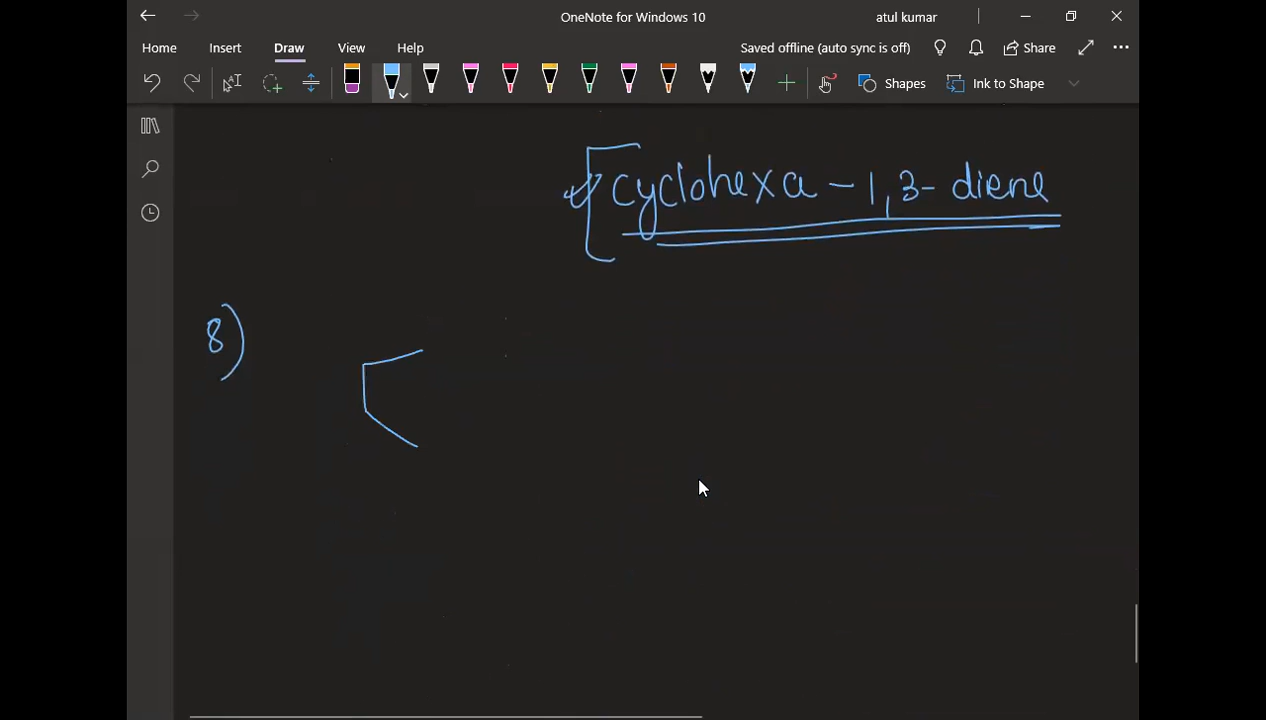 OneNote for Windows 10
atul kumar
Home Insert Draw View Help
Saved offline (auto sync is off)
Share
Shapes
Ink to Shape
cyclohexa - 1,3- diene
8)